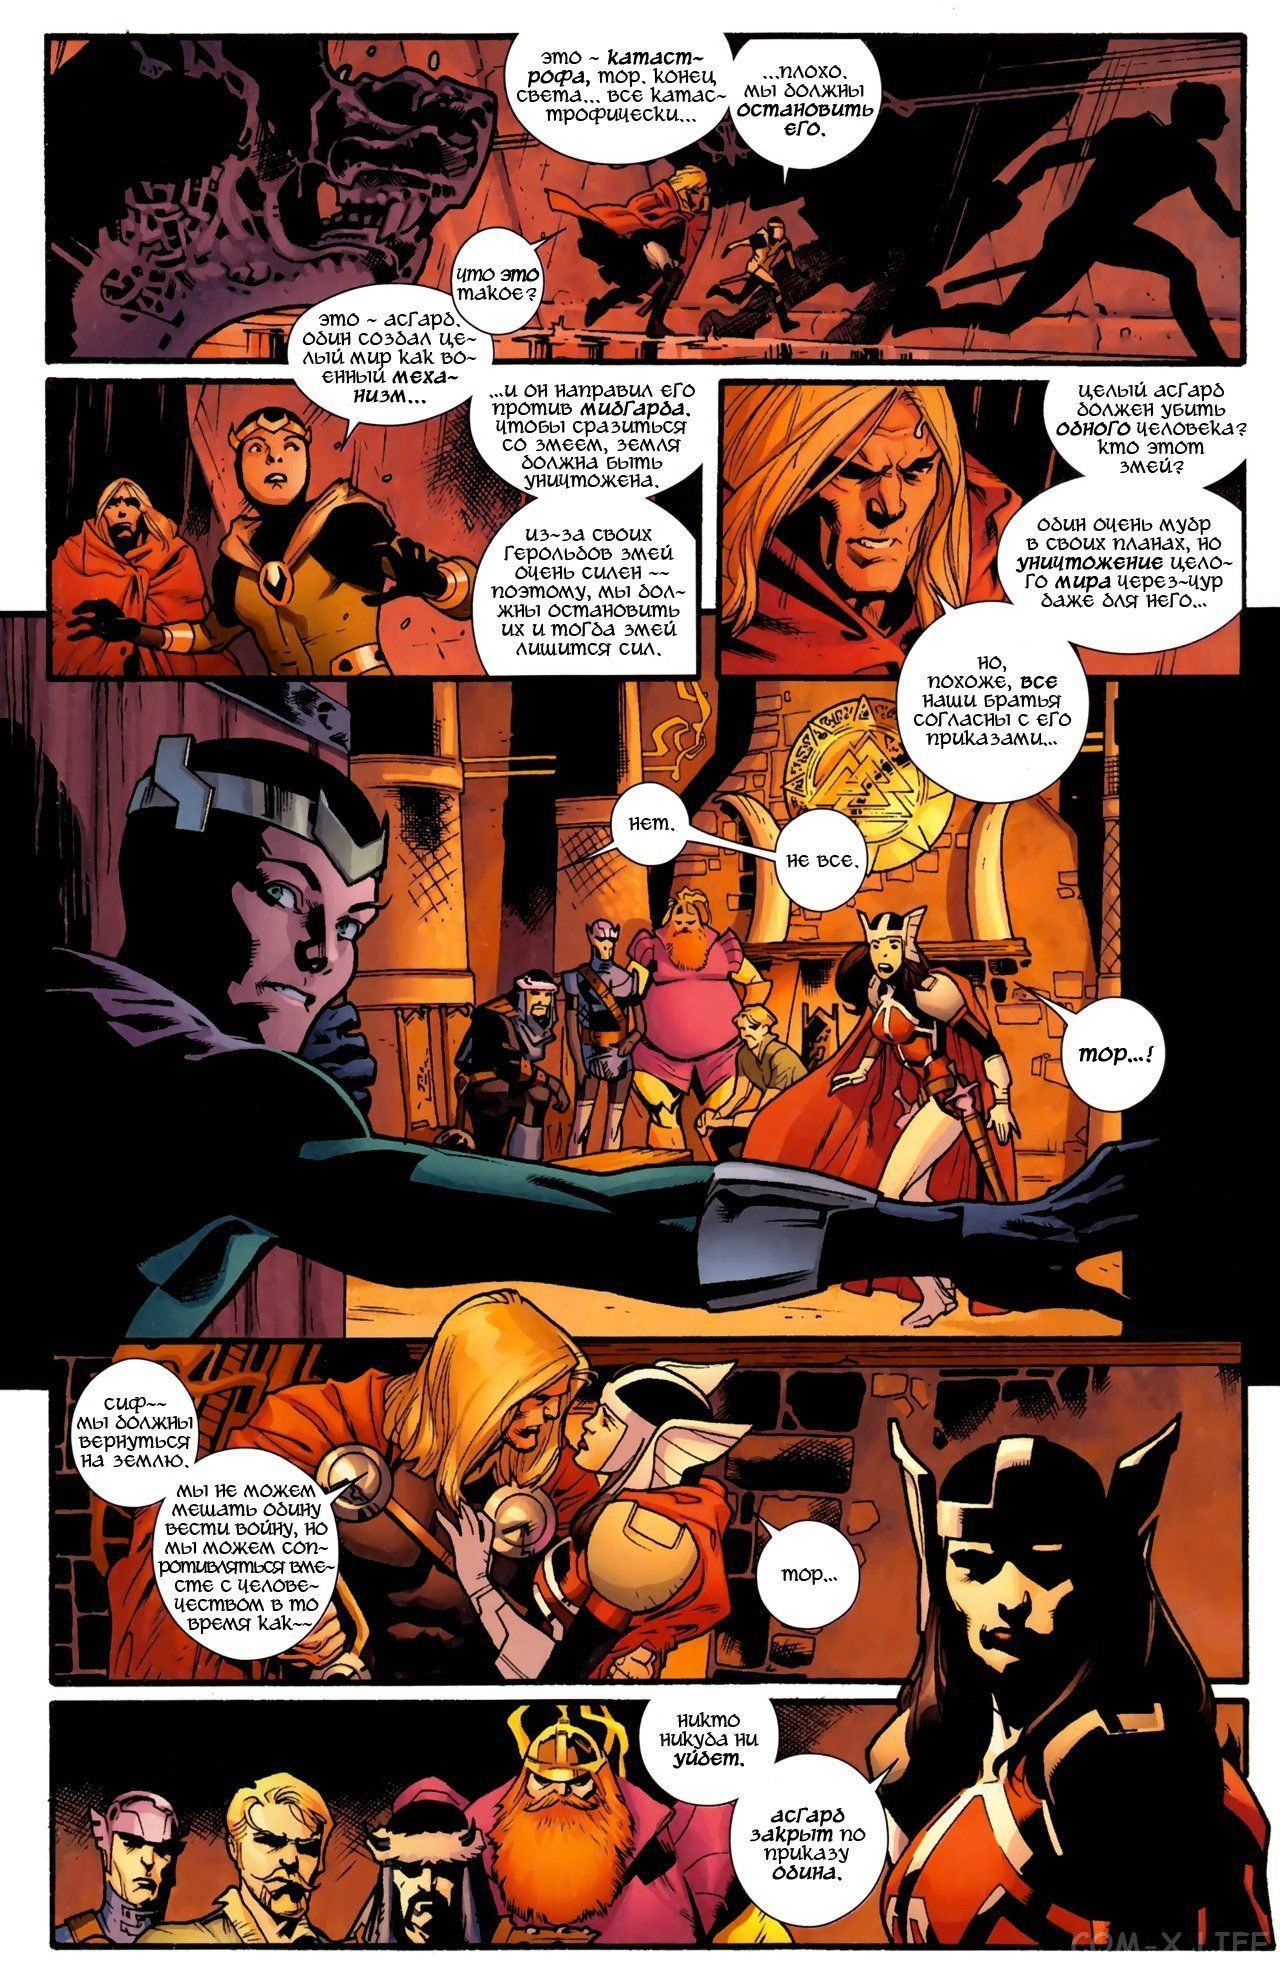 ЭТО ~ КАТАСТ-
РОФА, ТОР. КОНЕЦ
СВЕТА... ВСЕ КАТАС-
ТРОФИЧЕСКИ...
...ПЛОХО.
МЫ ДОЛЖНЫ
ОСТАНОВИТЬ
ЕГО.
ЧТО ЭТО
ТАКОЕ?
ЭТО ~ АСГАРД.
ОДИН СОЗДАЛ ЦЕ-
ЛЫЙ МИР КАК ВО-
ЕННЫЙ МЕХА-
НИЗМ...
...И ОН НАПРАВИЛ ЕГО
ПРОТИВ МИДГАРДА.
ЧТОБЫ СРАЗИТЬСЯ
СО ЗМЕЕМ, ЗЕМЛЯ
ДОЛЖНА БЫТЬ
УНИЧТОЖЕНА.
ИЗ-ЗА СВОИХ
ГЕРОЛЬДОВ ЗМЕЙ
ОЧЕНЬ СИЛЕН ~~
ПОЭТОМУ, МЫ ДОЛ-
ЖНЫ ОСТАНОВИТЬ
ИХ И ТОГДА ЗМЕЙ
ЛИШИТСЯ СИЛ.
ЦЕЛЫЙ АСГАРД
ДОЛЖЕН УБИТЬ
ОДНОГО ЧЕЛОВЕКА?
КТО ЭТОТ
ЗМЕЙ?
ОДИН ОЧЕНЬ МУДР
В СВОИХ ПЛАНАХ, НО
УНИЧТОЖЕНИЕ ЦЕЛО-
ГО МИРА ЧЕРЕЗ-ЧУР
ДАЖЕ ДЛЯ НЕГО...
НО,
ПОХОЖЕ, ВСЕ
НАШИ БРАТЬЯ
СОГЛАСНЫ С ЕГО
ПРИКАЗАМИ...
НЕТ.
НЕ ВСЕ.
ТОР...!
СИФ~~
МЫ ДОЛЖНЫ
ВЕРНУТЬСЯ
НА ЗЕМЛЮ.
МЫ НЕ МОЖЕМ
МЕШАТЬ ОДИНУ
ВЕСТИ ВОЙНУ, НО
МЫ МОЖЕМ СОП-
РОТИВЛЯТЬСЯ ВМЕ-
СТЕ С ЧЕЛОВЕ-
ЧЕСТВОМ В ТО
ВРЕМЯ КАК~~
ТОР...
НИКТО
НИКУДА НИ
УЙДЕТ.
АСГАРД
ЗАКРЫТ ПО
ПРИКАЗУ
ОДИНА.
COM-X.LIFE